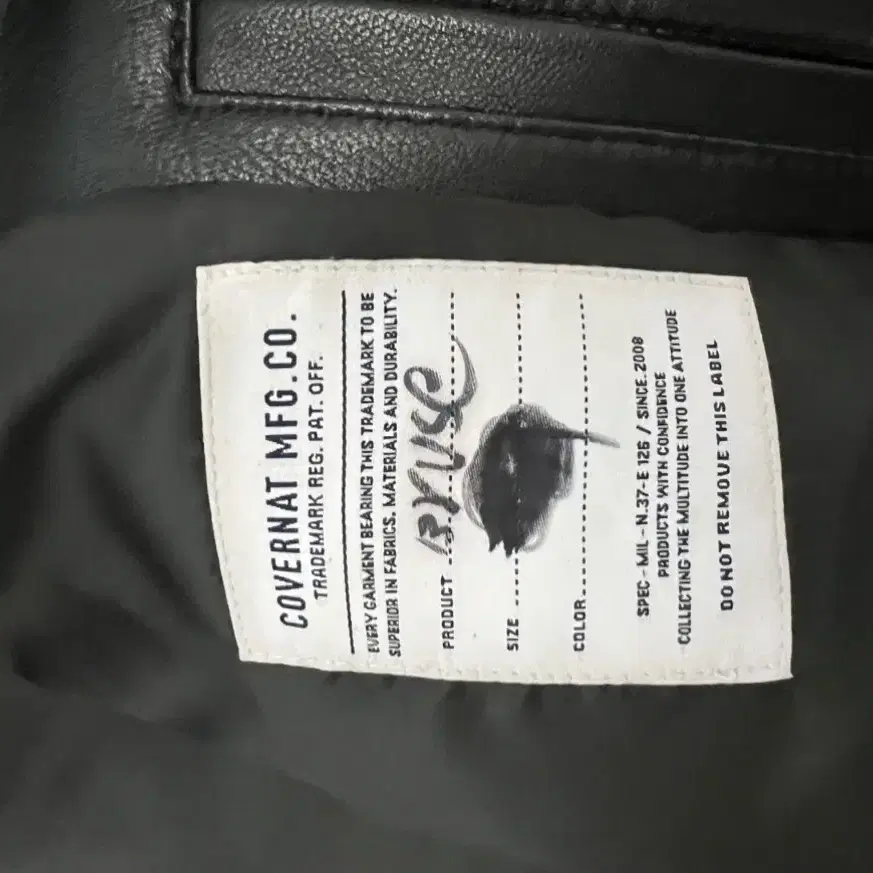 COVERNAT MFG.CO.
TRADEMARK REG. PAT. OFF.
EVERY GARMENT BEARING THIS TRADEMARK TO BE
SUPERIOR IN FABRICS, MATERIALS AND DURABILITY.
PRODUCT
SIZE
COLOR
SPEC-MIL-N.37-E 126 / SINCE.2008
PRODUCTS WITH CONFIDENCE
COLLECTING THE MULTITUDE INTO ONE ATTITUDE
DO NOT REMOVE THIS LABEL